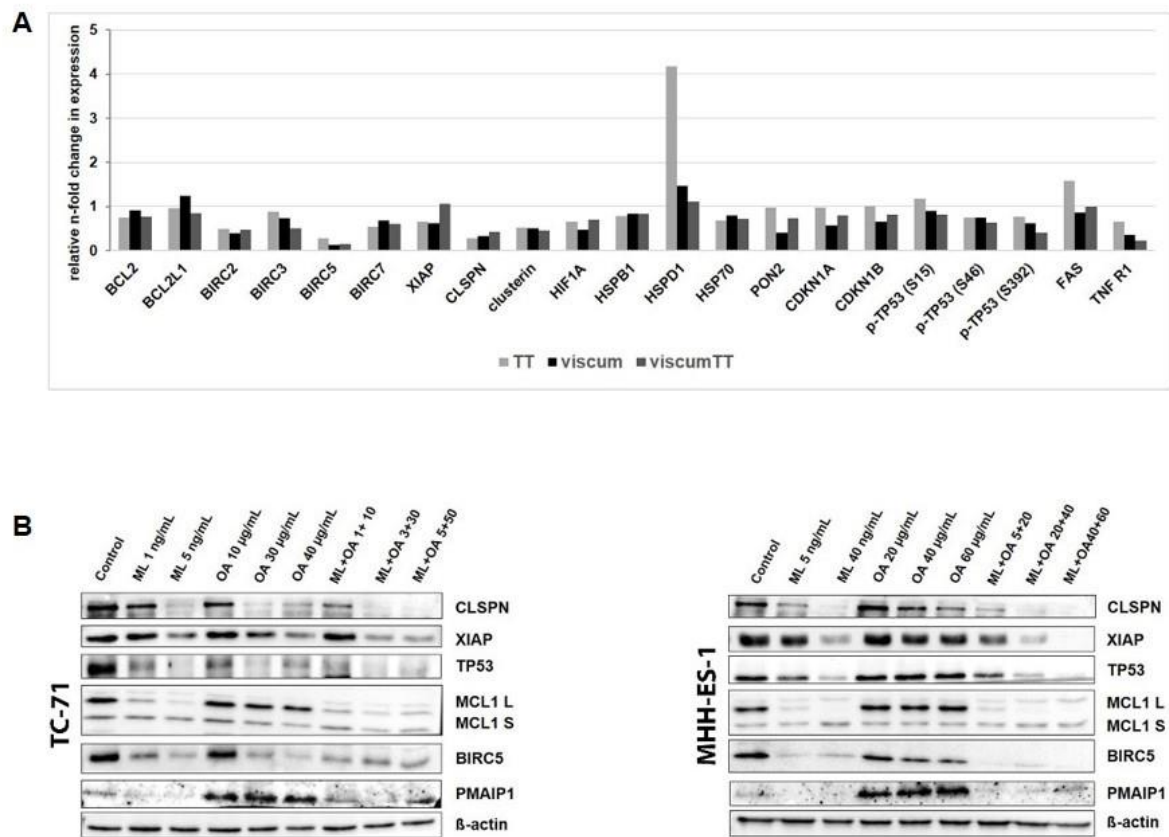 A
relative n-fold change in expression
5
4
3
2
1
0
BCL2
BCL2L1
BIRC2
BIRC3
BIRC5
BIRC7
XIAP
CLSPN
clusterin
HIF1A
HSPB1
HSPD1
HSP70
PON2
CDKN1A
CDKN1B
p-TP53 (S15)
p-TP53 (S46)
p-TP53 (S392)
FAS
TNF R1
TT viscum viscumTT
B
TC-71
Control
ML 1 ng/mL
ML 5 ng/mL
OA 10 µg/mL
OA 30 µg/mL
OA 40 µg/mL
ML+OA 1+ 10
ML+OA 3+30
ML+OA 5+50
CLSPN
XIAP
TP53
MCL1 L
MCL1 S
BIRC5
PMAIP1
ß-actin
MHH-ES-1
Control
ML 5 ng/mL
ML 40 ng/mL
OA 20 µg/mL
OA 40 µg/mL
OA 60 µg/mL
ML+OA 5+20
ML+OA 20+40
ML+OA40+60
CLSPN
XIAP
TP53
MCL1 L
MCL1 S
BIRC5
PMAIP1
ß-actin